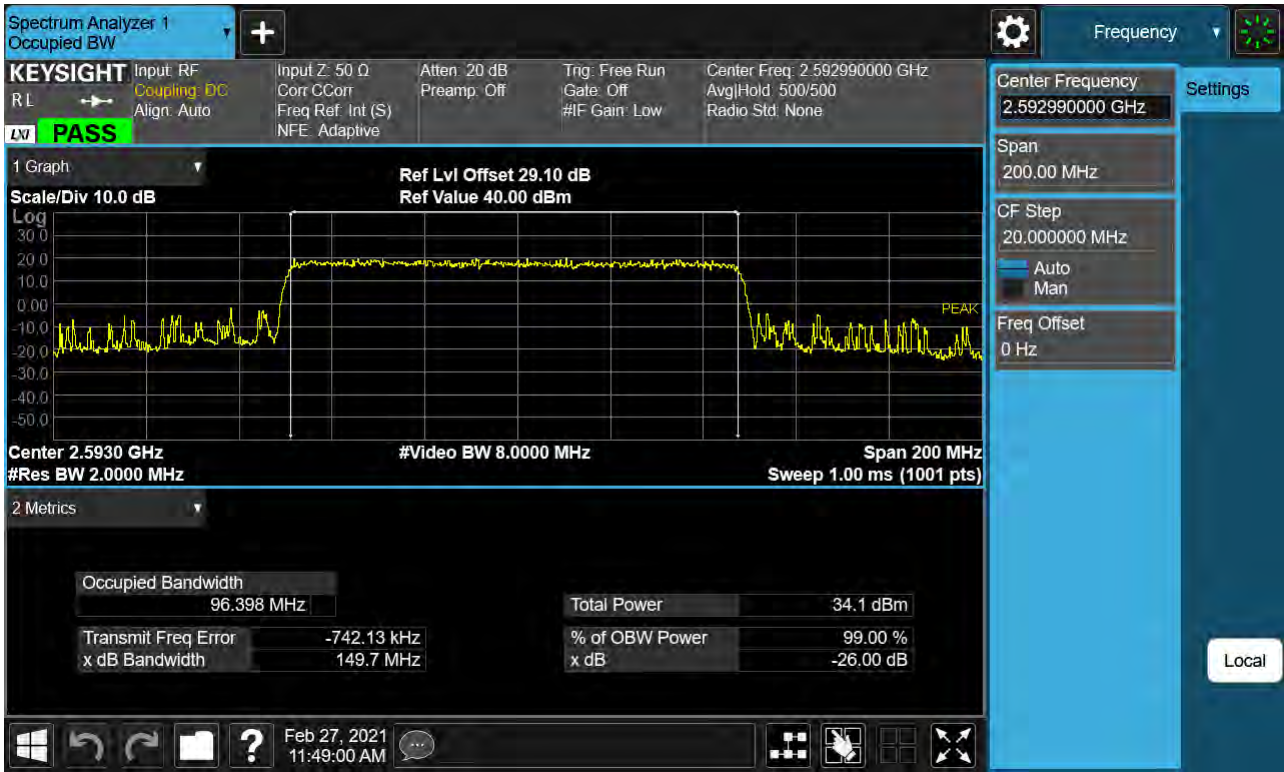 Spectrum Analyzer 1
Occupied BW
+
Frequency
KEYSIGHT
RL
LXI PASS
Input: RF
Coupling: DC
Align: Auto
Input Z: 50 Ω
Corr CCorr
Freq Ref: Int (S)
NFE: Adaptive
Atten: 20 dB
Preamp: Off
Trig: Free Run
Gate: Off
#IF Gain: Low
Center Freq: 2.592990000 GHz
Avg|Hold: 500/500
Radio Std: None
1 Graph
Scale/Div 10.0 dB
Ref Lvl Offset 29.10 dB
Ref Value 40.00 dBm
Log
30.0
20.0
10.0
0.00
-10.0
-20.0
-30.0
-40.0
-50.0
PEAK
Center 2.5930 GHz
#Video BW 8.0000 MHz
Span 200 MHz
#Res BW 2.0000 MHz
Sweep 1.00 ms (1001 pts)
2 Metrics
Occupied Bandwidth
96.398 MHz
Total Power 34.1 dBm
Transmit Freq Error -742.13 kHz
% of OBW Power 99.00 %
x dB Bandwidth 149.7 MHz
x dB -26.00 dB
Center Frequency
2.592990000 GHz
Span
200.00 MHz
CF Step
20.000000 MHz
Auto
Man
Freq Offset
0 Hz
Settings
Local
?
Feb 27, 2021
11:49:00 AM